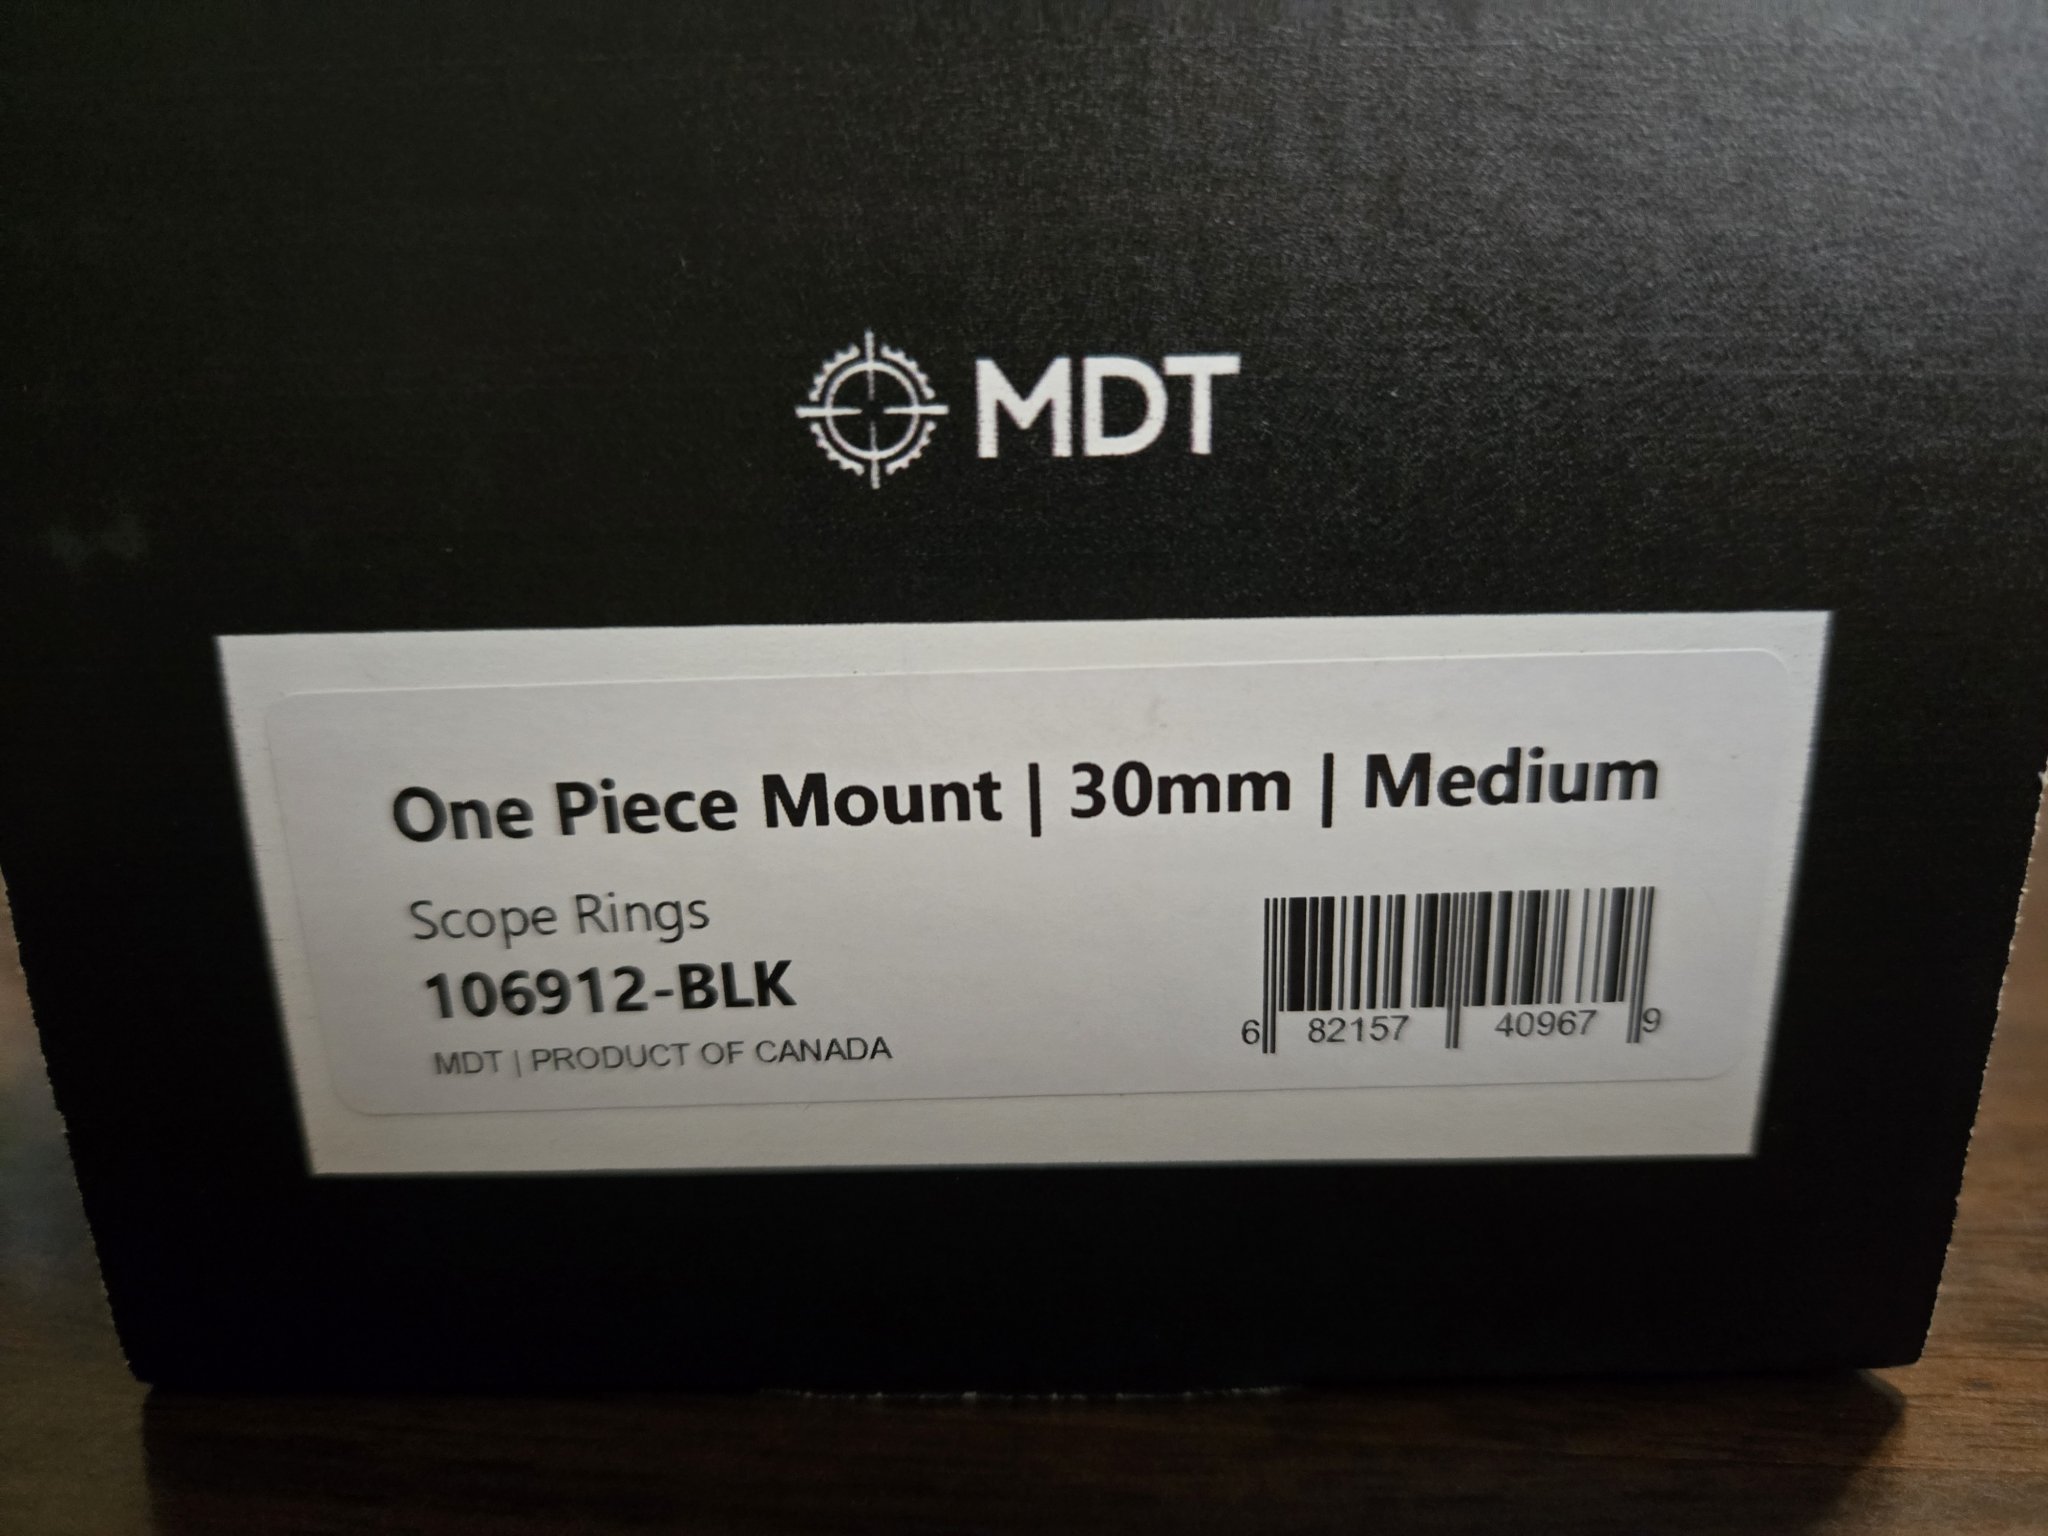 MDT
One Piece Mount | 30mm | Medium
Scope Rings
106912-BLK
MDT | PRODUCT OF CANADA
6 82157 40967 9